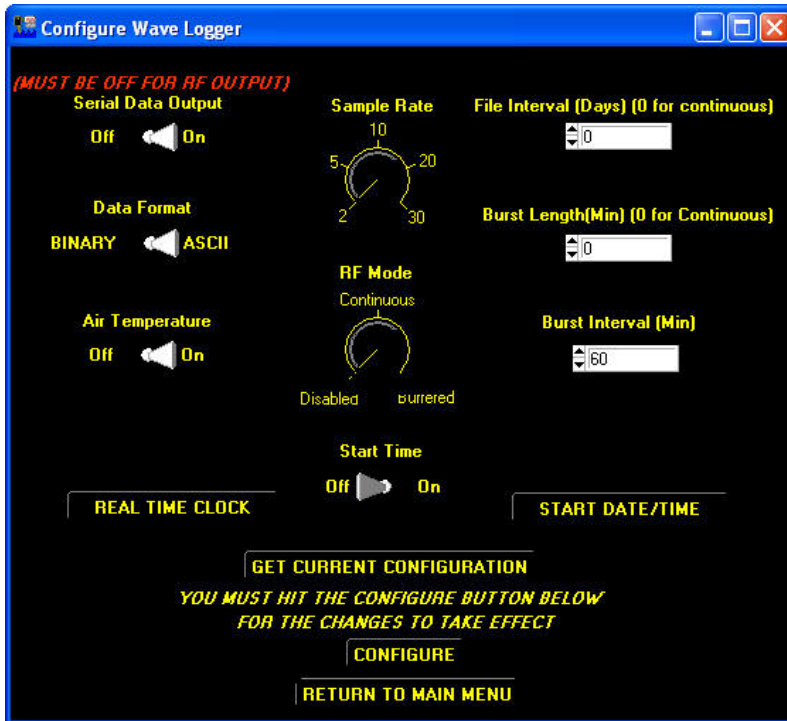 Configure Wave Logger
(MUST BE OFF FOR RF OUTPUT)
Serial Data Output
Off On
Data Format
BINARY ASCII
Air Temperature
Off On
Sample Rate
10
5 20
2 30
RF Mode
Continuous
Disabled Burrered
Start Time
Off On
File Interval (Days) (0 for continuous)
0
Burst Length(Min) (0 for Continuous)
0
Burst Interval (Min)
60
REAL TIME CLOCK
START DATE/TIME
GET CURRENT CONFIGURATION
YOU MUST HIT THE CONFIGURE BUTTON BELOW
FOR THE CHANGES TO TAKE EFFECT
CONFIGURE
RETURN TO MAIN MENU